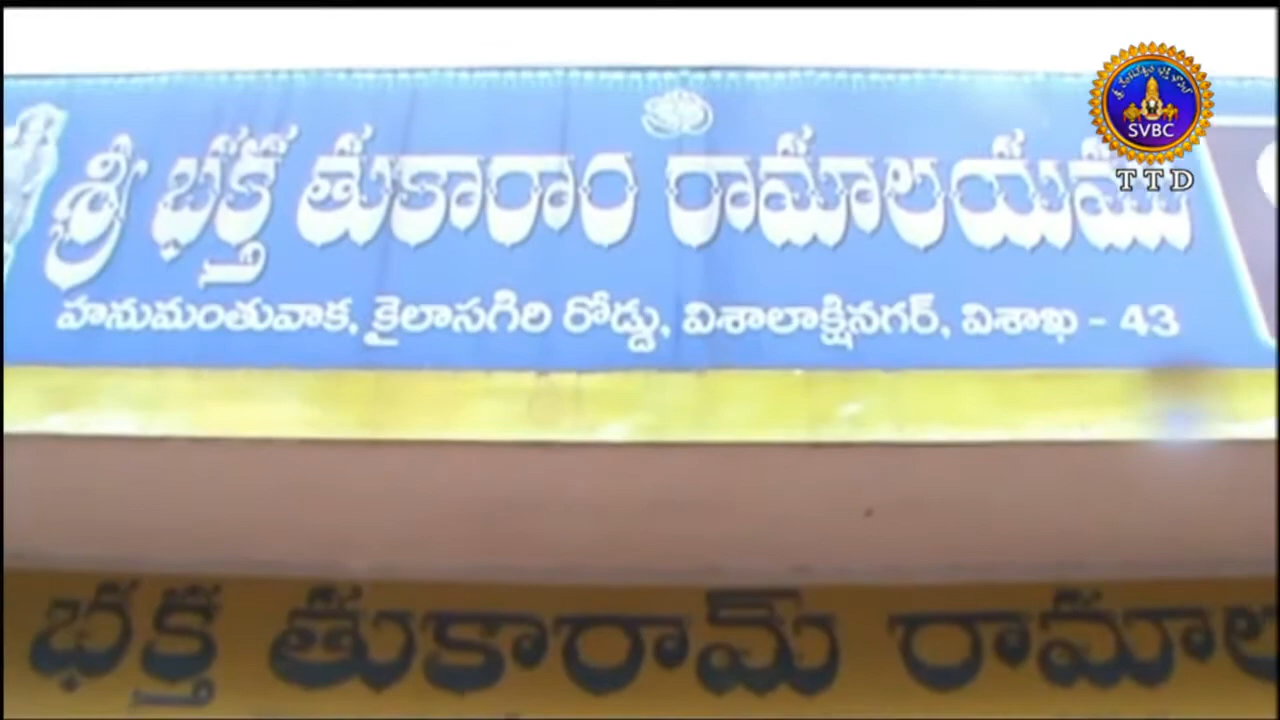 శ్రీ భక్త తుకారాం రామాలయము
హనుమంతువాక, కైలాసగిరి రోడ్డు, విశాలాక్షినగర్, విశాఖ - 43
భక్త తుకారామ్ రామాల
SVBC
TTD